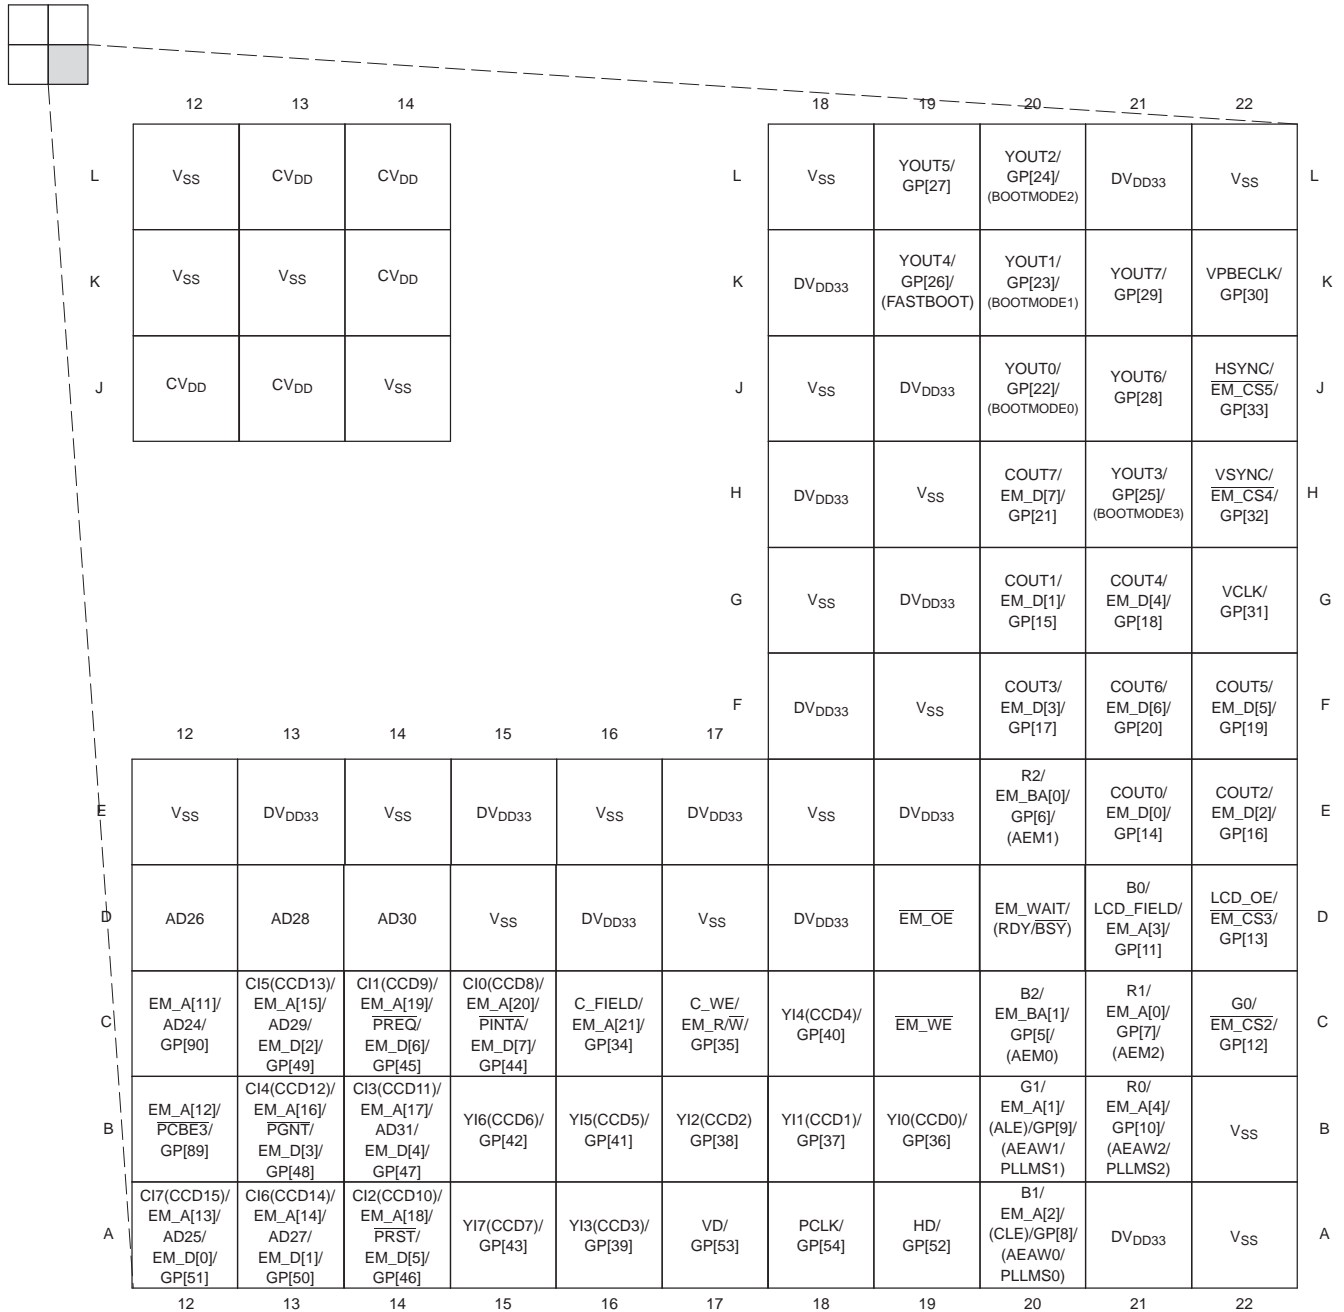 12 13 14 18 19 20 21 22
L VSS CVDD CVDD L VSS YOUT5/ GP[27] YOUT2/ GP[24]/ (BOOTMODE2) DVDD33 VSS L
K VSS VSS CVDD K DVDD33 YOUT4/ GP[26]/ (FASTBOOT) YOUT1/ GP[23]/ (BOOTMODE1) YOUT7/ GP[29] VPBECLK/ GP[30] K
J CVDD CVDD VSS J VSS DVDD33 YOUT0/ GP[22]/ (BOOTMODE0) YOUT6/ GP[28] HSYNC/ EM_CS5/ GP[33] J
H DVDD33 VSS COUT7/ EM_D[7]/ GP[21] YOUT3/ GP[25]/ (BOOTMODE3) VSYNC/ EM_CS4/ GP[32] H
G VSS DVDD33 COUT1/ EM_D[1]/ GP[15] COUT4/ EM_D[4]/ GP[18] VCLK/ GP[31] G
F DVDD33 VSS COUT3/ EM_D[3]/ GP[17] COUT6/ EM_D[6]/ GP[20] COUT5/ EM_D[5]/ GP[19] F
12 13 14 15 16 17
E VSS DVDD33 VSS DVDD33 VSS DVDD33 VSS DVDD33 R2/ EM_BA[0]/ GP[6]/ (AEM1) COUT0/ EM_D[0]/ GP[14] COUT2/ EM_D[2]/ GP[16] E
D AD26 AD28 AD30 VSS DVDD33 VSS DVDD33 EM_OE EM_WAIT/ (RDY/BSY) B0/ LCD_FIELD/ EM_A[3]/ GP[11] LCD_OE/ EM_CS3/ GP[13] D
C EM_A[11]/ AD24/ GP[90] CI5(CCD13)/ EM_A[15]/ AD29/ EM_D[2]/ GP[49] CI1(CCD9)/ EM_A[19]/ PREQ/ EM_D[6]/ GP[45] CI0(CCD8)/ EM_A[20]/ PINTA/ EM_D[7]/ GP[44] C_FIELD/ EM_A[21]/ GP[34] C_WE/ EM_R/W/ GP[35] YI4(CCD4)/ GP[40] EM_WE B2/ EM_BA[1]/ GP[5[/ (AEM0) R1/ EM_A[0]/ GP[7]/ (AEM2) G0/ EM_CS2/ GP[12] C
B EM_A[12]/ PCBE3/ GP[89] CI4(CCD12)/ EM_A[16]/ PGNT/ EM_D[3]/ GP[48] CI3(CCD11)/ EM_A[17]/ AD31/ EM_D[4]/ GP[47] YI6(CCD6)/ GP[42] YI5(CCD5)/ GP[41] YI2(CCD2) GP[38] YI1(CCD1)/ GP[37] YI0(CCD0)/ GP[36] G1/ EM_A[1]/ (ALE)/GP[9]/ (AEAW1/ PLLMS1) R0/ EM_A[4]/ GP[10]/ (AEAW2/ PLLMS2) VSS B
A CI7(CCD15)/ EM_A[13]/ AD25/ EM_D[0]/ GP[51] CI6(CCD14)/ EM_A[14]/ AD27/ EM_D[1]/ GP[50] CI2(CCD10)/ EM_A[18]/ PRST/ EM_D[5]/ GP[46] YI7(CCD7)/ GP[43] YI3(CCD3)/ GP[39] VD/ GP[53] PCLK/ GP[54] HD/ GP[52] B1/ EM_A[2]/ (CLE)/GP[8]/ (AEAW0/ PLLMS0) DVDD33 VSS A
12 13 14 15 16 17 18 19 20 21 22